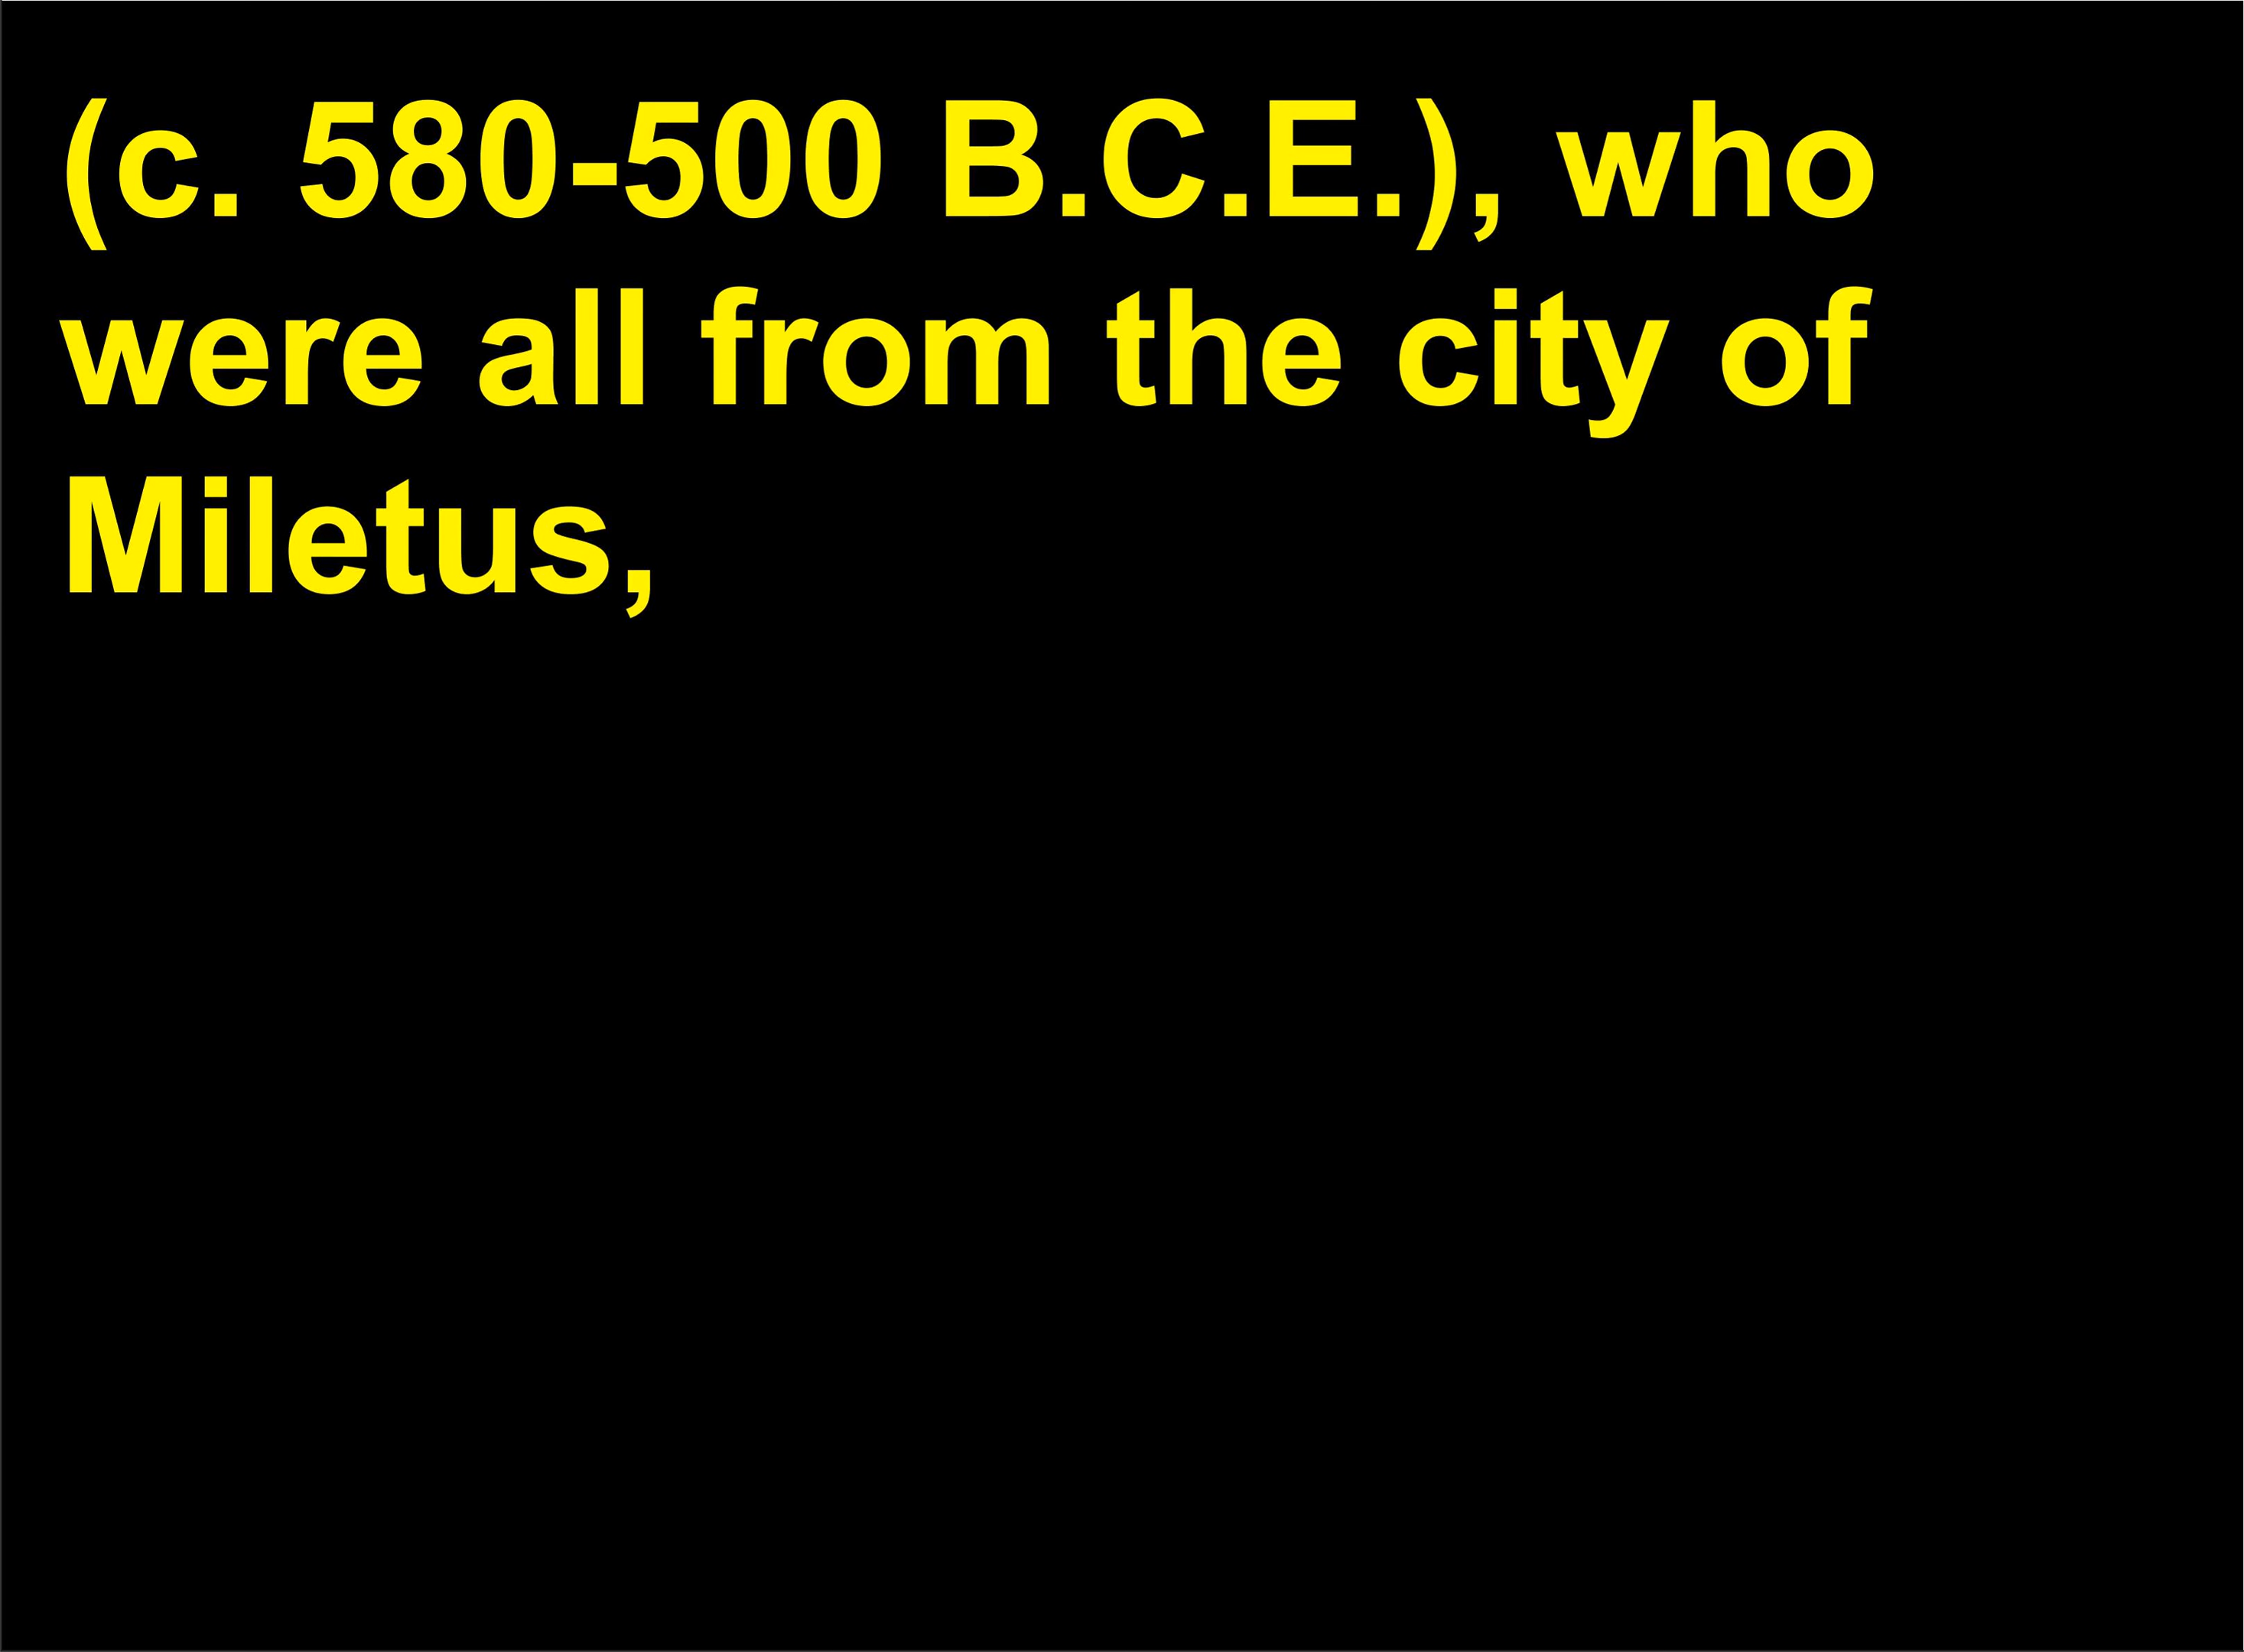 (c. 580-500 B.C.E.), who
were all from the city of
Miletus,